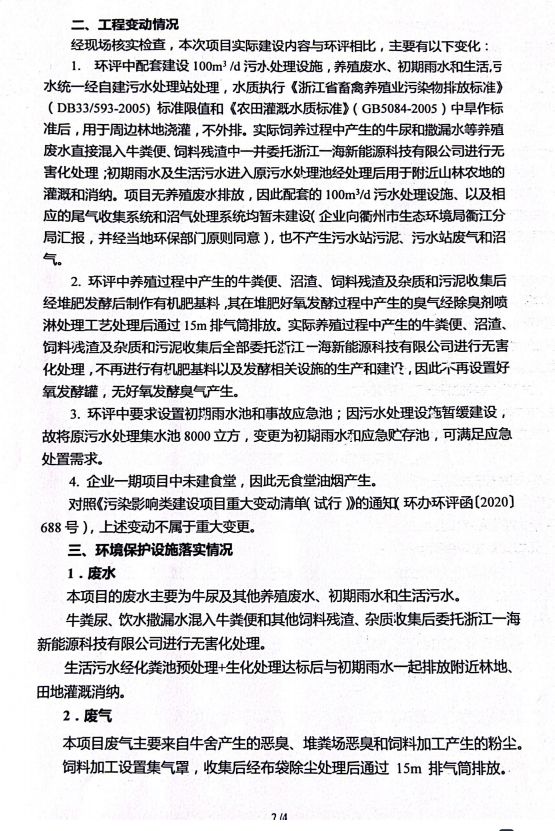 二、工程变动情况
经现场核实检查，本次项目实际建设内容与环评相比，主要有以下变化：
1. 环评中配套建设 100m³ /d 污水处理设施，养殖废水、初期雨水和生活污
水统一经自建污水处理站处理，水质执行《浙江省畜禽养殖业污染物排放标准》
（DB33/593-2005) 标准限值和《农田灌溉水质标准》（GB5084-2005）中旱作标
准后，用于周边林地浇灌，不外排。实际饲养过程中产生的牛尿和撒漏水等养殖
废水直接混入牛粪便、饲料残渣中一并委托浙江一海新能源科技有限公司进行无
害化处理；初期雨水及生活污水进入原污水处理池经处理后用于附近山林农地的
灌溉和消纳。项目无养殖废水排放，因此配套的 100m³/d 污水处理设施、以及相
应的尾气收集系统和沼气处理系统均暂未建设（企业向衢州市生态环境局衢江分
局汇报，并经当地环保部门原则同意），也不产生污水站污泥、污水站废气和沼
气。
2. 环评中养殖过程中产生的牛粪便、沼渣、饲料残渣及杂质和污泥收集后
经堆肥发酵后制作有机肥基料，其在堆肥好氧发酵过程中产生的臭气经除臭剂喷
淋处理工艺处理后通过 15m 排气筒排放。实际养殖过程中产生的牛粪便、沼渣、
饲料残渣及杂质和污泥收集后全部委托浙江一海新能源科技有限公司进行无害
化处理，不再进行有机肥基料以及发酵相关设施的生产和建设，因此不再设置好
氧发酵罐，无好氧发酵臭气产生。
3. 环评中要求设置初期雨水池和事故应急池；因污水处理设施暂缓建设，
故将原污水处理集水池 8000 立方，变更为初期雨水和应急贮存池，可满足应急
处置需求。
4. 企业一期项目中未建食堂，因此无食堂油烟产生。
对照《污染影响类建设项目重大变动清单（试行）》的通知（环办环评函〔2020〕
688 号），上述变动不属于重大变更。
三、环境保护设施落实情况
1．废水
本项目的废水主要为牛尿及其他养殖废水、初期雨水和生活污水。
牛粪尿、饮水撒漏水混入牛粪便和其他饲料残渣、杂质收集后委托浙江一海
新能源科技有限公司进行无害化处理。
生活污水经化粪池预处理+生化处理达标后与初期雨水一起排放附近林地、
田地灌溉消纳。
2．废气
本项目废气主要来自牛舍产生的恶臭、堆粪场恶臭和饲料加工产生的粉尘。
饲料加工设置集气罩，收集后经布袋除尘处理后通过 15m 排气筒排放。
2/4